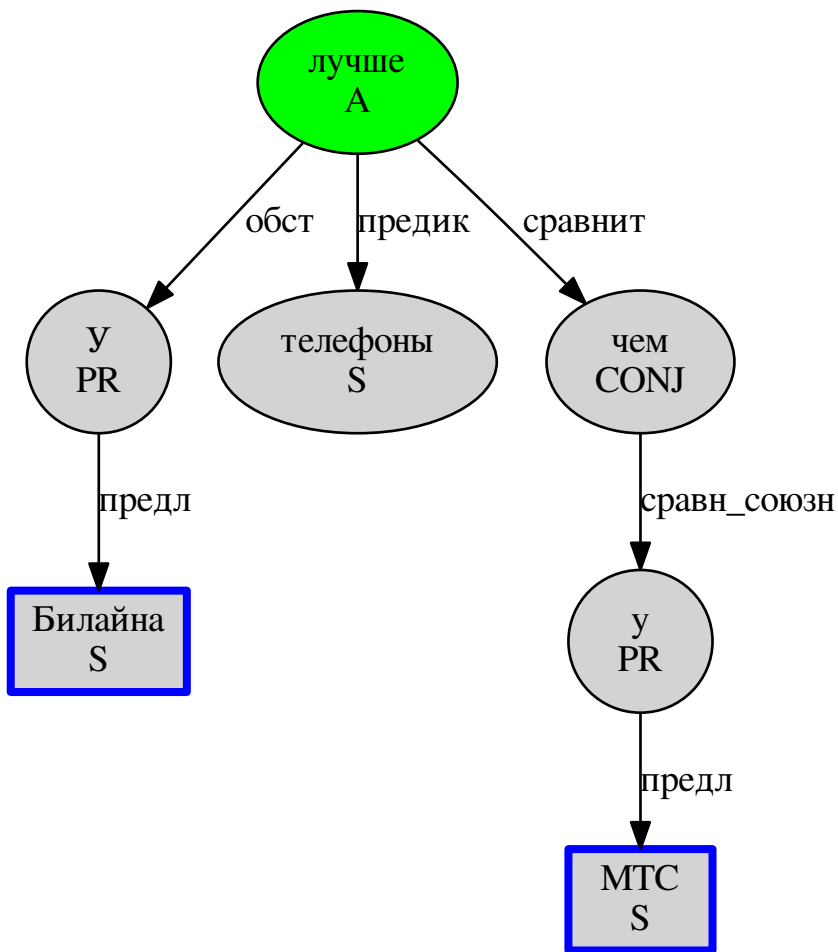 лучше
A
обст
предик
сравнит
У
PR
телефоны
S
чем
CONJ
предл
сравн_союзн
Билайна
S
у
PR
предл
МТС
S